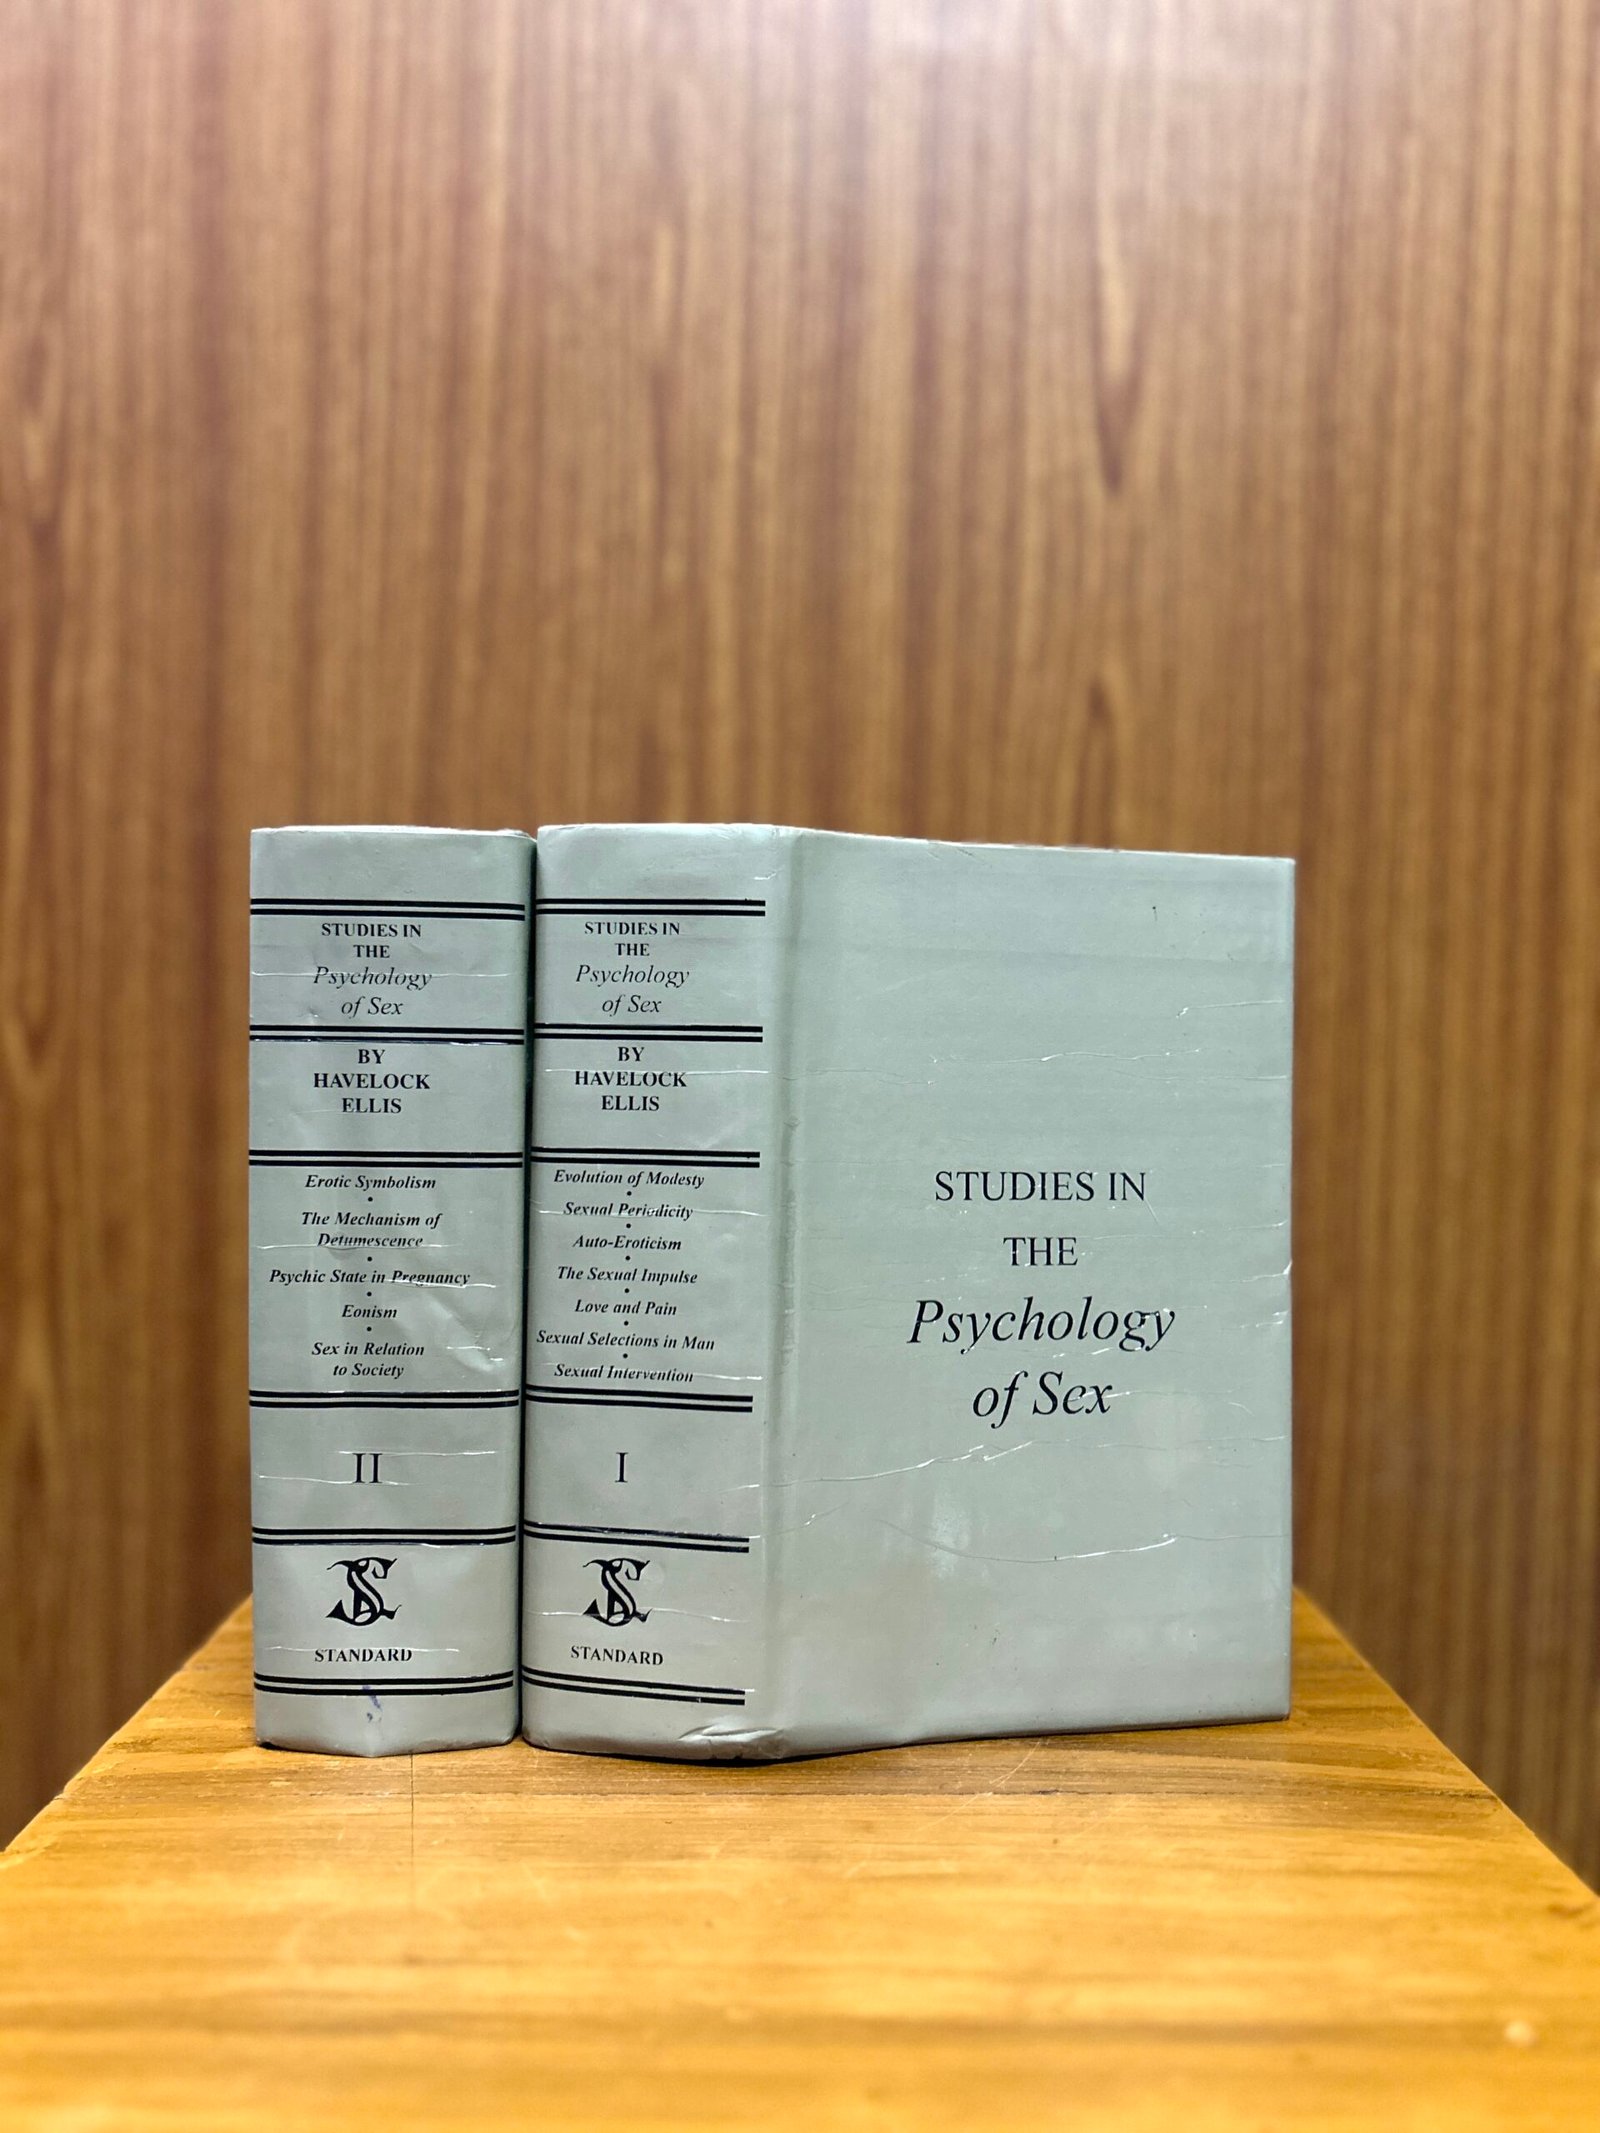 STUDIES IN
THE
Psychology
of Sex
BY
HAVELOCK
ELLIS
Erotic Symbolism
•
The Mechanism of
Detumescence
•
Psychic State in Pregnancy
•
Eonism
•
Sex in Relation
to Society
II
SL
STANDARD
STUDIES IN
THE
Psychology
of Sex
BY
HAVELOCK
ELLIS
Evolution of Modesty
•
Sexual Periodicity
•
Auto-Eroticism
•
The Sexual Impulse
•
Love and Pain
•
Sexual Selections in Man
•
Sexual Intervention
I
SL
STANDARD
STUDIES IN
THE
Psychology
of Sex